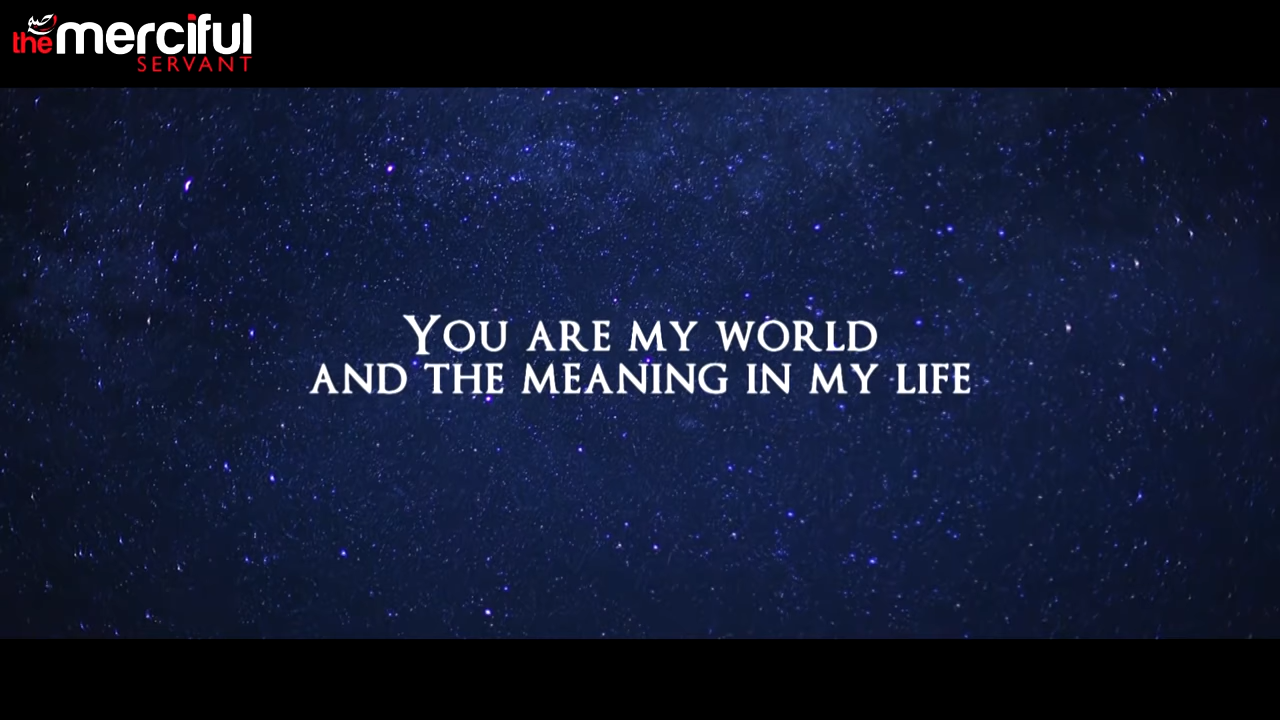 the merciful
SERVANT
YOU ARE MY WORLD
AND THE MEANING IN MY LIFE